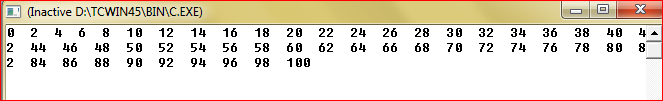 (Inactive D:\TCWIN45\BIN\C.EXE)
0 2 4 6 8 10 12 14 16 18 20 22 24 26 28 30 32 34 36 38 40 4
2 44 46 48 50 52 54 56 58 60 62 64 66 68 70 72 74 76 78 80 8
2 84 86 88 90 92 94 96 98 100